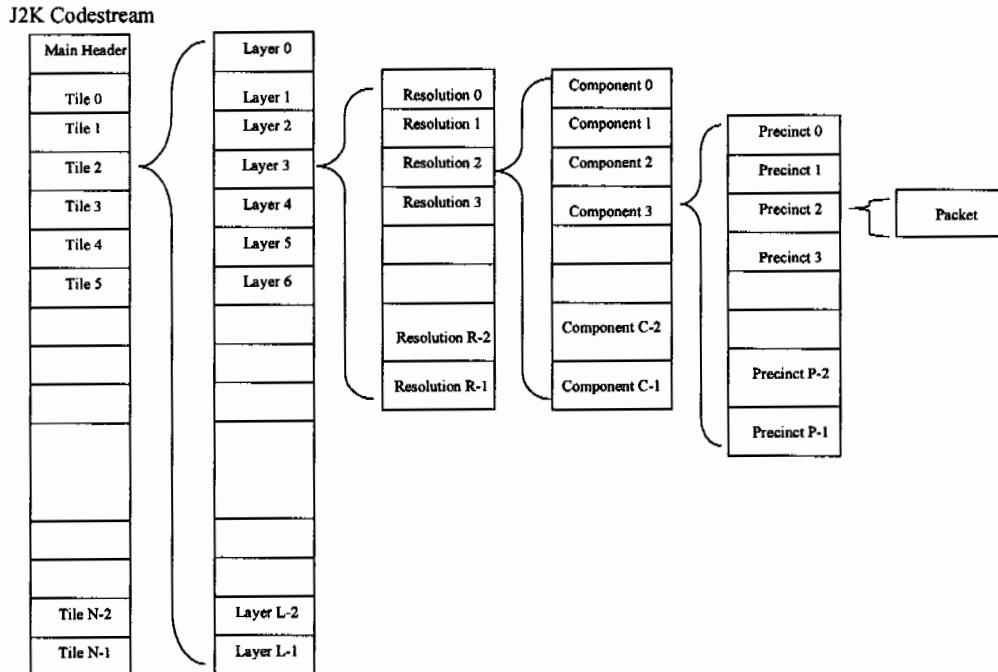 J2K Codestream
Main Header
Tile 0
Tile 1
Tile 2
Tile 3
Tile 4
Tile 5
Tile N-2
Tile N-1
Layer 0
Layer 1
Layer 2
Layer 3
Layer 4
Layer 5
Layer 6
Layer L-2
Layer L-1
Resolution 0
Resolution 1
Resolution 2
Resolution 3
Resolution R-2
Resolution R-1
Component 0
Component 1
Component 2
Component 3
Component C-2
Component C-1
Precinct 0
Precinct 1
Precinct 2
Precinct 3
Precinct P-2
Precinct P-1
Packet